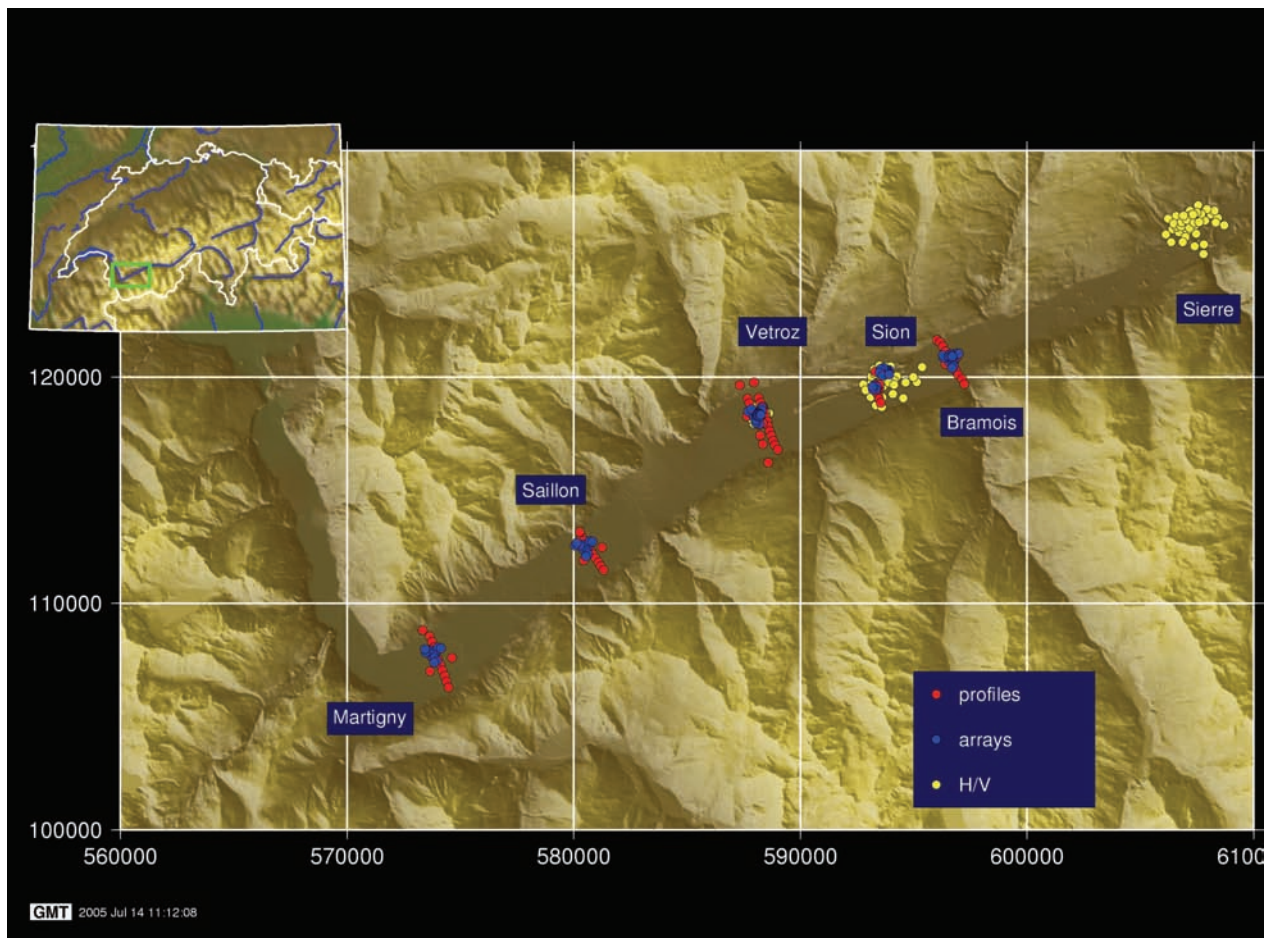 Sierre
Vetroz
Sion
120000
Bramois
Saillon
110000
profiles
Martigny
arrays
H/V
100000
560000
570000
580000
590000
600000
6100
GMT 2005 Jul 14 11:12:08